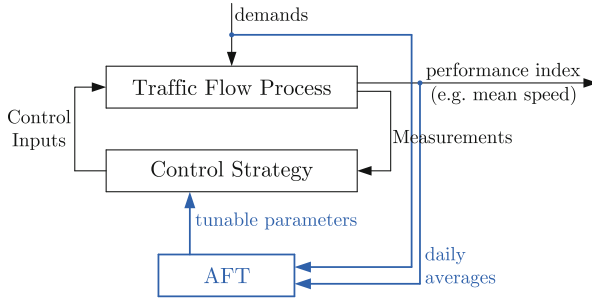 demands
Traffic Flow Process
performance index
(e.g. mean speed)
Control
Inputs
Measurements
Control Strategy
tunable parameters
daily
averages
AFT